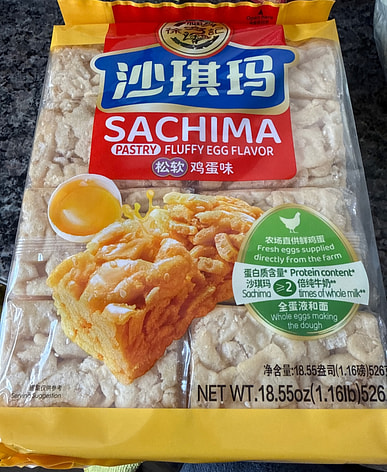 徐福记
沙琪玛
SACHIMA
PASTRY FLUFFY EGG FLAVOR
松软 鸡蛋味
农场直供鲜鸡蛋
Fresh eggs supplied
directly from the farm
蛋白质含量* Protein content*
沙琪玛 ≥2 倍纯牛奶**
Sachima times of whole milk**
全蛋液和面
Whole eggs making
the dough
图案仅供参考
Serving Suggestion
净含量:18.55盎司(1.16磅)526
NET WT.18.55oz(1.16lb)526